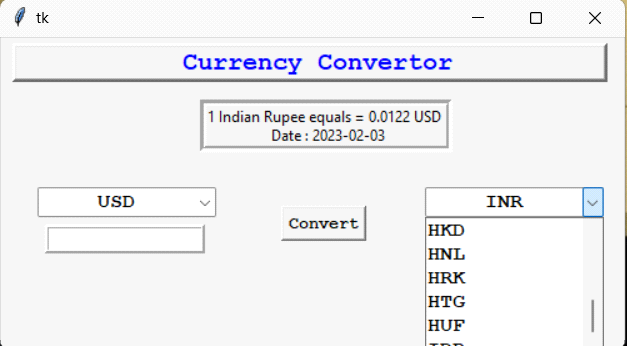 tk
Currency Convertor
1 Indian Rupee equals = 0.0122 USD
Date : 2023-02-03
USD
Convert
INR
HKD
HNL
HRK
HTG
HUF